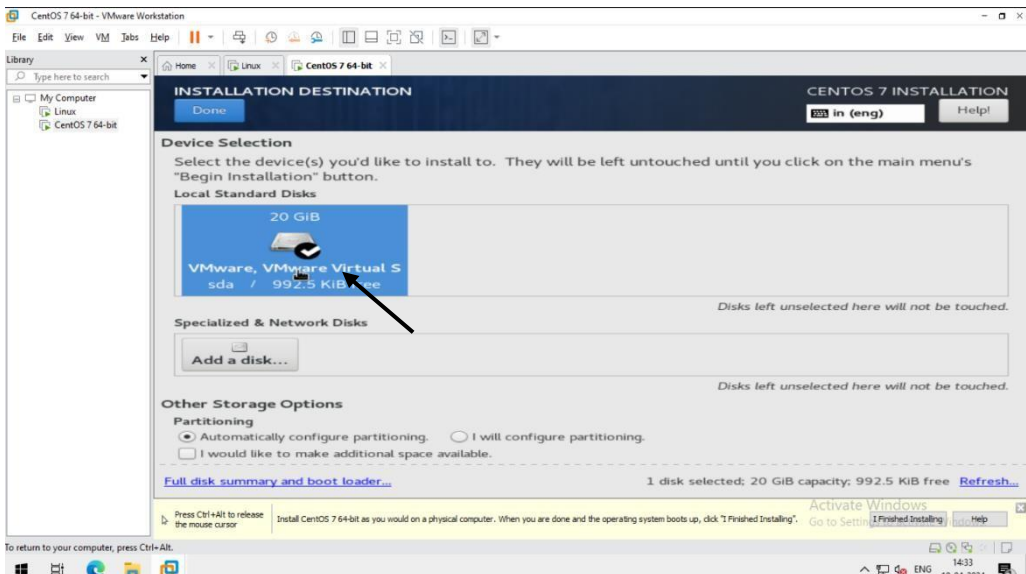 CentOS 7 64-bit - VMware Workstation
File Edit View VM Tabs Help
Library
Type here to search
My Computer
Linux
CentOS 7 64-bit
Home Linux CentOS 7 64-bit
INSTALLATION DESTINATION
Done
CENTOS 7 INSTALLATION
in (eng) Help!
Device Selection
Select the device(s) you'd like to install to. They will be left untouched until you click on the main menu's
"Begin Installation" button.
Local Standard Disks
20 GiB
VMware, VMware Virtual S
sda / 992.5 KiB free
Disks left unselected here will not be touched.
Specialized & Network Disks
Add a disk...
Disks left unselected here will not be touched.
Other Storage Options
Partitioning
Automatically configure partitioning. I will configure partitioning.
I would like to make additional space available.
Full disk summary and boot loader... 1 disk selected; 20 GiB capacity; 992.5 KiB free Refresh...
Press Ctrl+Alt to release
the mouse cursor
Install CentOS 7 64-bit as you would on a physical computer. When you are done and the operating system boots up, click "I Finished Installing".
Activate Windows
Go to Settin
I Finished Installing Help
To return to your computer, press Ctrl+Alt.
ENG 14:33